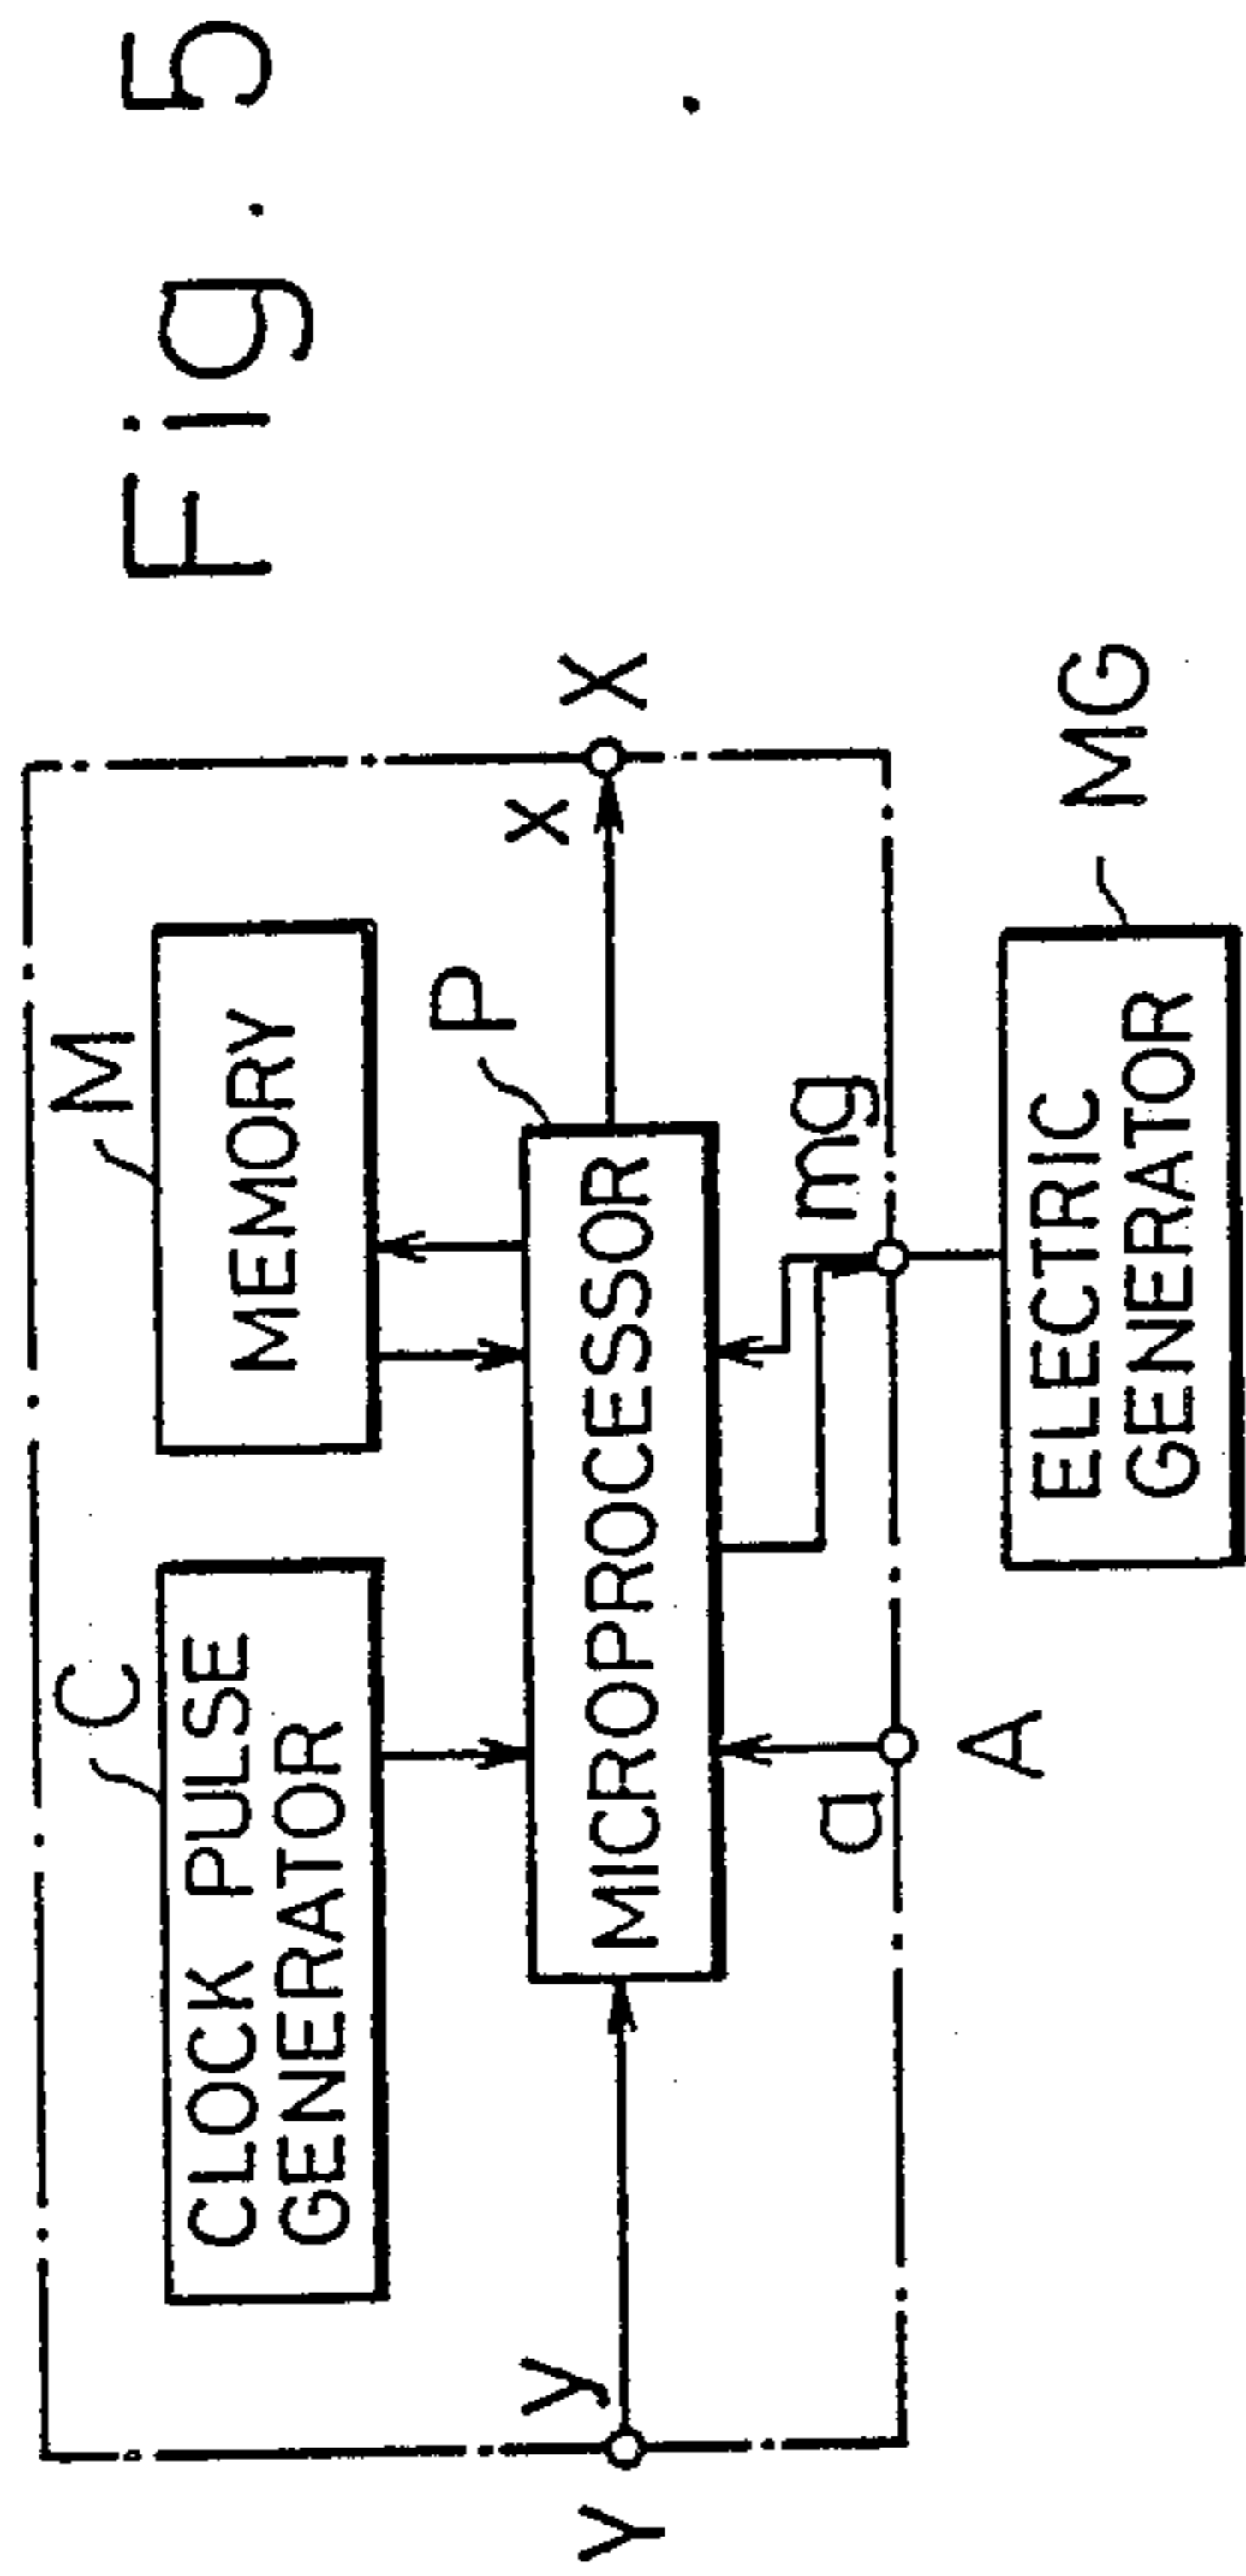 Fig. 5
C
M
CLOCK PULSE
GENERATOR
MEMORY
P
y
x
Y
MICROPROCESSOR
X
a
mg
A
ELECTRIC
GENERATOR
MG